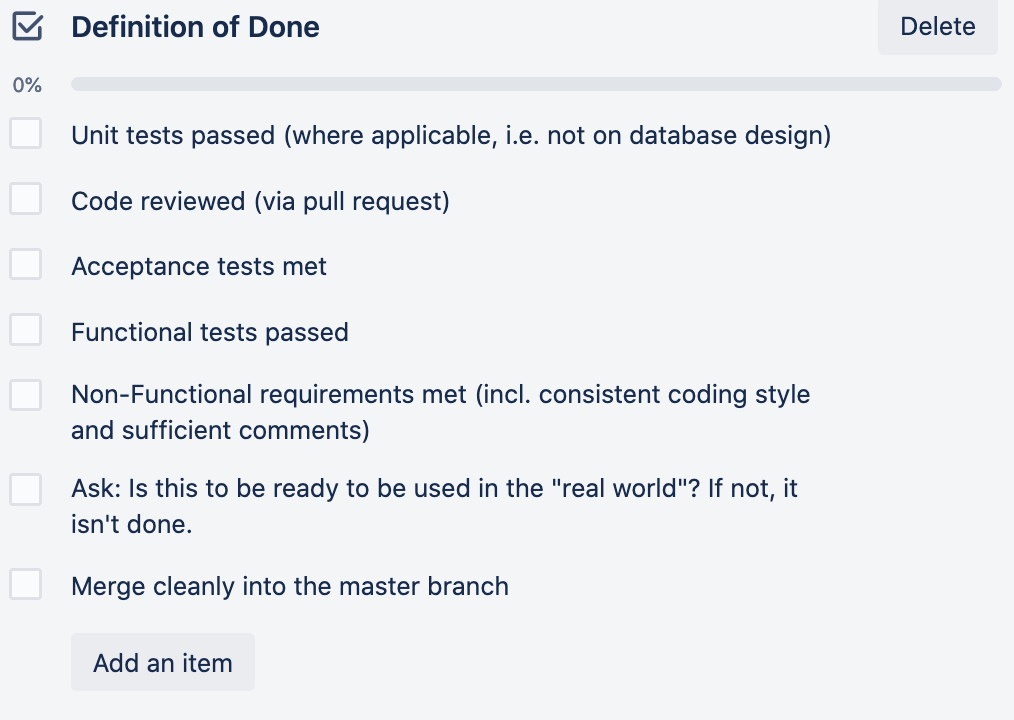 Definition of Done
Delete
0%
Unit tests passed (where applicable, i.e. not on database design)
Code reviewed (via pull request)
Acceptance tests met
Functional tests passed
Non-Functional requirements met (incl. consistent coding style
and sufficient comments)
Ask: Is this to be ready to be used in the "real world"? If not, it
isn't done.
Merge cleanly into the master branch
Add an item